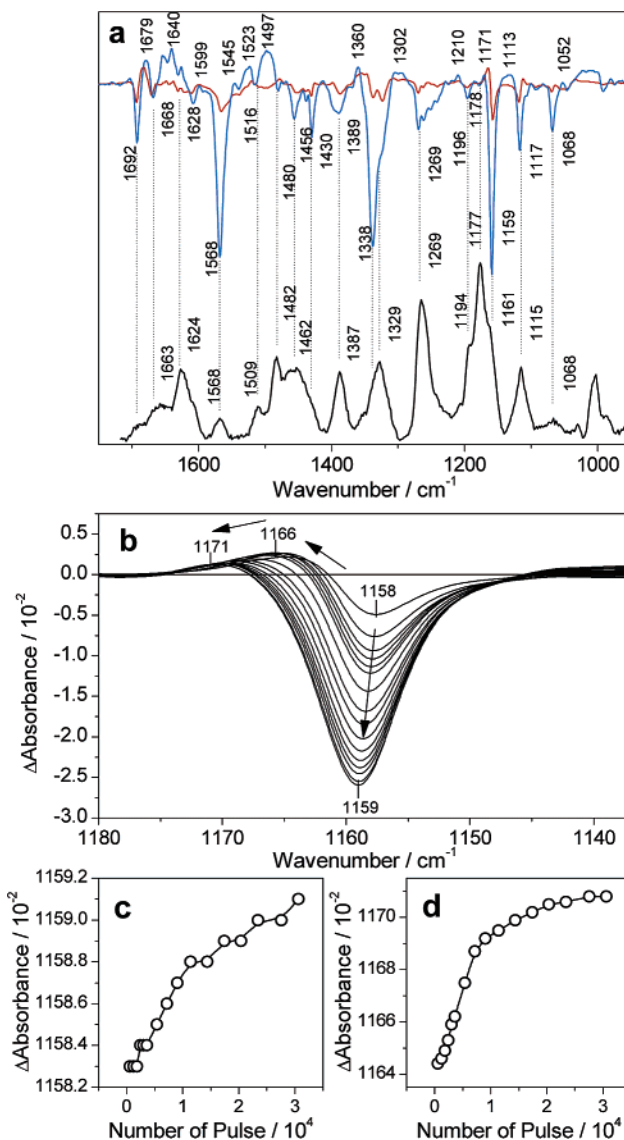 a
1679 1640 1599 1545 1523 1497 1360 1302 1210 1171 1113 1052
1692 1668 1628 1568 1516 1480 1456 1430 1389 1338 1269 1196 1178 1159 1117 1068
1663 1624 1568 1509 1482 1462 1387 1329 1269 1194 1177 1161 1115 1068
1600 1400 1200 1000
Wavenumber / cm⁻¹
b
ΔAbsorbance / 10⁻²
0.5
0.0
-0.5
-1.0
-1.5
-2.0
-2.5
-3.0
1171 1166
1158
1159
1180 1170 1160 1150 1140
Wavenumber / cm⁻¹
c
ΔAbsorbance / 10⁻²
1159.2
1159.0
1158.8
1158.6
1158.4
1158.2
0 1 2 3 4
Number of Pulse / 10⁴
d
ΔAbsorbance / 10⁻²
1170
1168
1166
1164
0 1 2 3 4
Number of Pulse / 10⁴